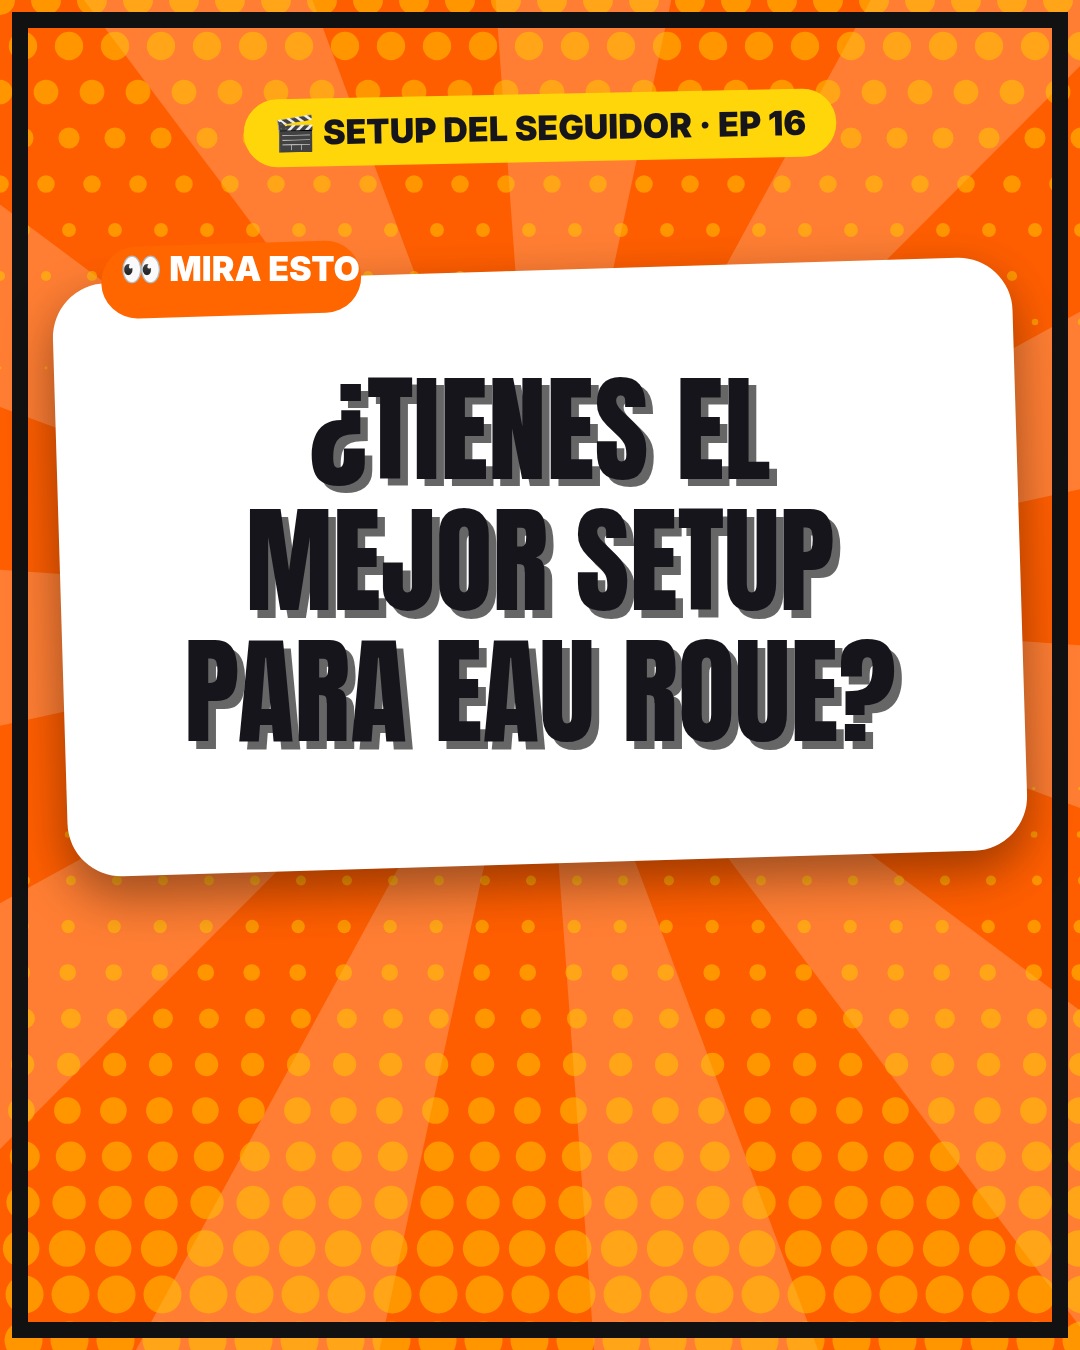 🎬 SETUP DEL SEGUIDOR · EP 16
👀 MIRA ESTO
¿TIENES EL
MEJOR SETUP
PARA EAU ROUE?